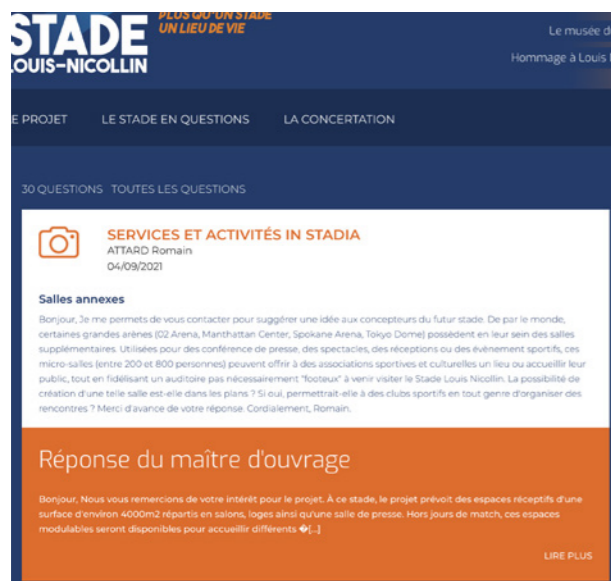 PLUS QU'UN STADE
UN LIEU DE VIE
STADE
LOUIS-NICOLLIN
Le musée d
Hommage à Louis
E PROJET LE STADE EN QUESTIONS LA CONCERTATION
30 QUESTIONS TOUTES LES QUESTIONS
SERVICES ET ACTIVITÉS IN STADIA
ATTARD Romain
04/09/2021
Salles annexes
Bonjour, Je me permets de vous contacter pour suggérer une idée aux concepteurs du futur stade. De par le monde,
certaines grandes arènes (O2 Arena, Manthattan Center, Spokane Arena, Tokyo Dome) possèdent en leur sein des salles
supplémentaires. Utilisées pour des conférence de presse, des spectacles, des réceptions ou des évènement sportifs, ces
micro-salles (entre 200 et 800 personnes) peuvent offrir à des associations sportives et culturelles un lieu ou accueillir leur
public, tout en fidélisant un auditoire pas nécessairement "footeux" à venir visiter le Stade Louis Nicollin. La possibilité de
création d'une telle salle est-elle dans les plans ? Si oui, permettrait-elle à des clubs sportifs en tout genre d'organiser des
rencontres ? Merci d'avance de votre réponse. Cordialement, Romain.
Réponse du maître d'ouvrage
Bonjour, Nous vous remercions de votre intérêt pour le projet. À ce stade, le projet prévoit des espaces réceptifs d'une
surface d'environ 4000m2 répartis en salons, loges ainsi qu'une salle de presse. Hors jours de match, ces espaces
modulables seront disponibles pour accueillir différents �[...]
LIRE PLUS